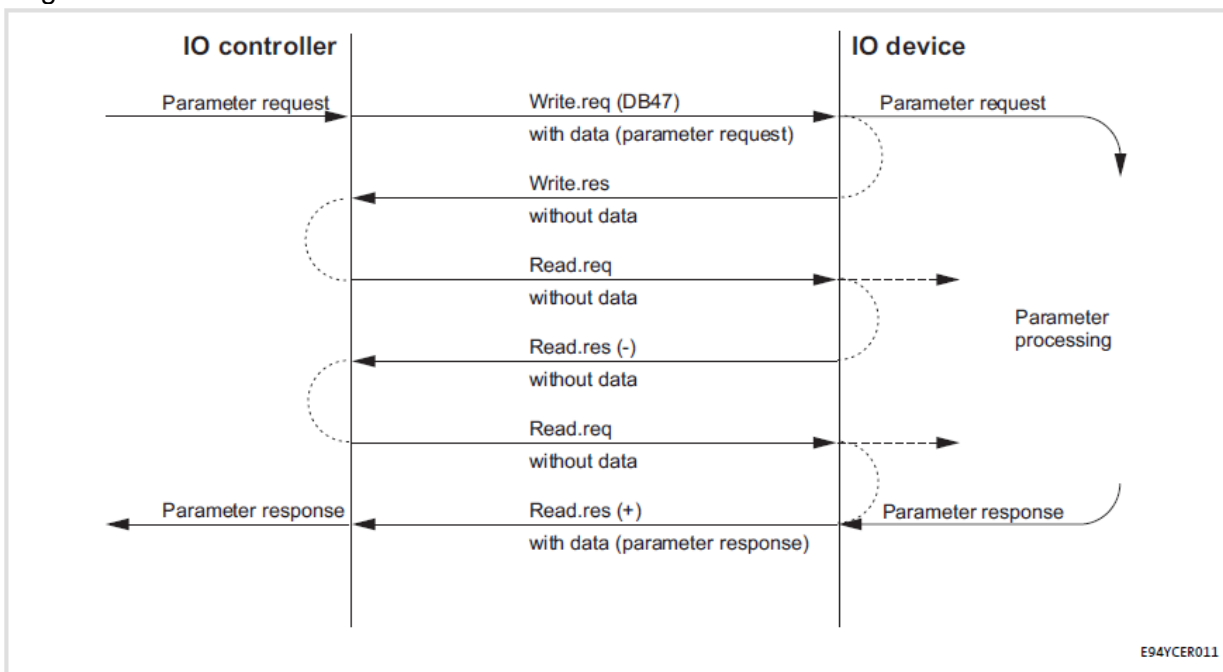 IO controller
IO device
Parameter request
Write.req (DB47)
Parameter request
with data (parameter request)
Write.res
without data
Read.req
without data
Parameter
processing
Read.res (-)
without data
Read.req
without data
Parameter response
Read.res (+)
Parameter response
with data (parameter response)
E94YCER011